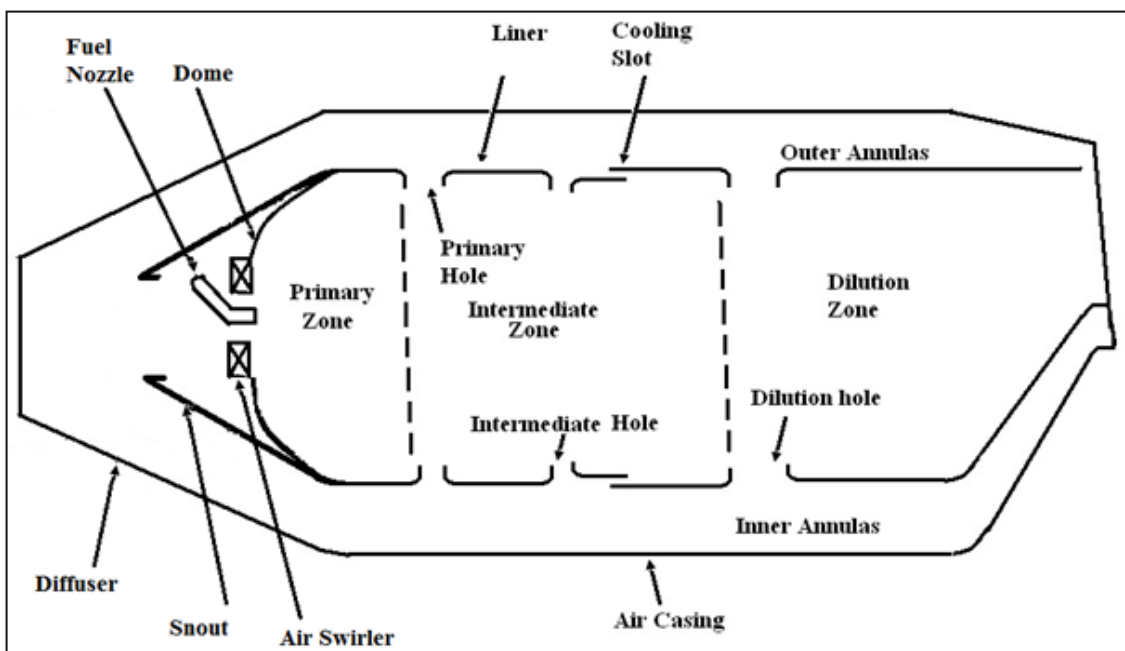 Fuel
Nozzle
Dome
Liner
Cooling
Slot
Outer Annulas
Primary
Hole
Primary
Zone
Intermediate
Zone
Dilution
Zone
Dilution hole
Intermediate Hole
Inner Annulas
Diffuser
Snout
Air Swirler
Air Casing